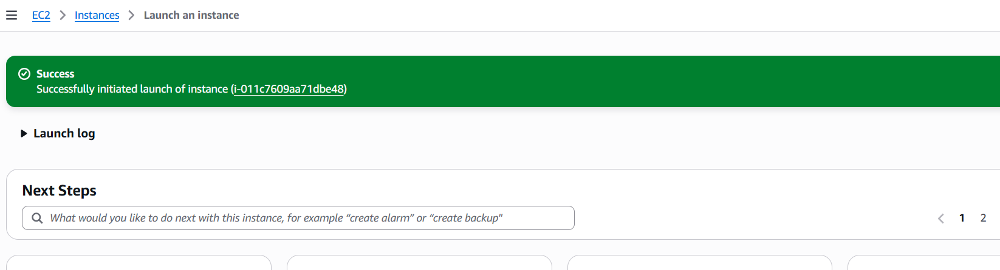 EC2 Instances Launch an instance
Success
Successfully initiated launch of instance (i-011c7609aa71dbe48)
Launch log
Next Steps
What would you like to do next with this instance, for example “create alarm” or “create backup"
1 2